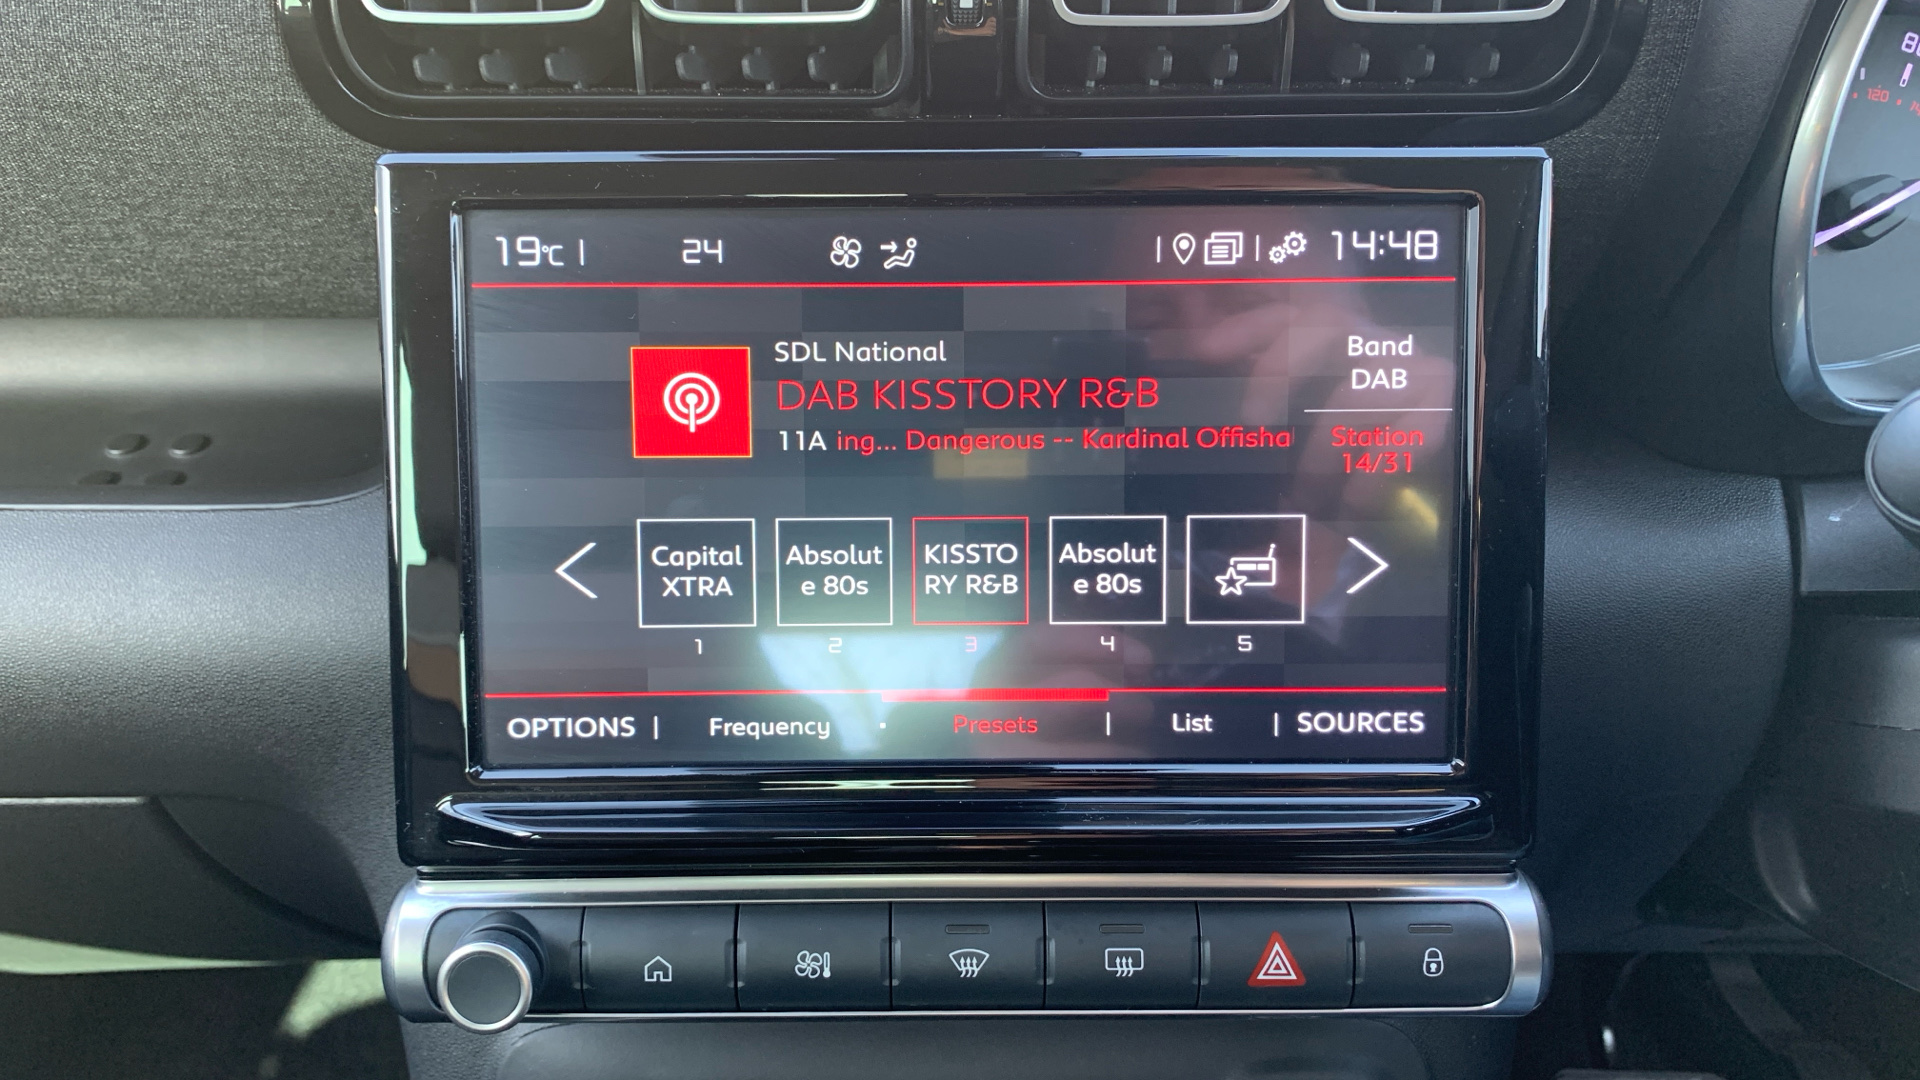 19°C | 24 | | 14:48
SDL National
DAB KISSTORY R&B
11A ing... Dangerous -- Kardinal Offisha
Band
DAB
Station
14/31
Capital
XTRA
Absolut
e 80s
KISSTO
RY R&B
Absolut
e 80s
1 2 3 4 5
OPTIONS | Frequency • Presets | List | SOURCES
120